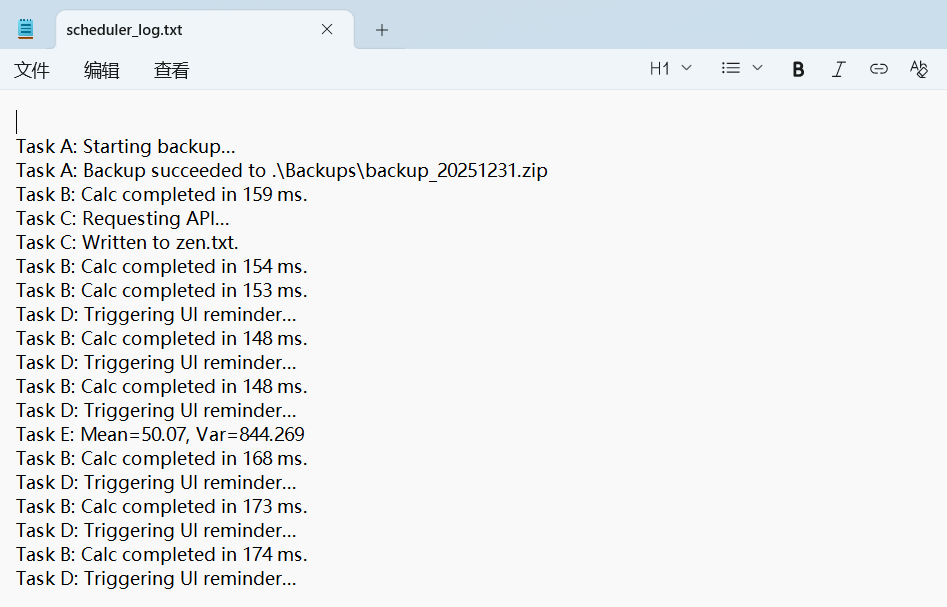 scheduler_log.txt
文件 编辑 查看 H1 B I
Task A: Starting backup...
Task A: Backup succeeded to .\Backups\backup_20251231.zip
Task B: Calc completed in 159 ms.
Task C: Requesting API...
Task C: Written to zen.txt.
Task B: Calc completed in 154 ms.
Task B: Calc completed in 153 ms.
Task D: Triggering UI reminder...
Task B: Calc completed in 148 ms.
Task D: Triggering UI reminder...
Task B: Calc completed in 148 ms.
Task D: Triggering UI reminder...
Task E: Mean=50.07, Var=844.269
Task B: Calc completed in 168 ms.
Task D: Triggering UI reminder...
Task B: Calc completed in 173 ms.
Task D: Triggering UI reminder...
Task B: Calc completed in 174 ms.
Task D: Triggering UI reminder...